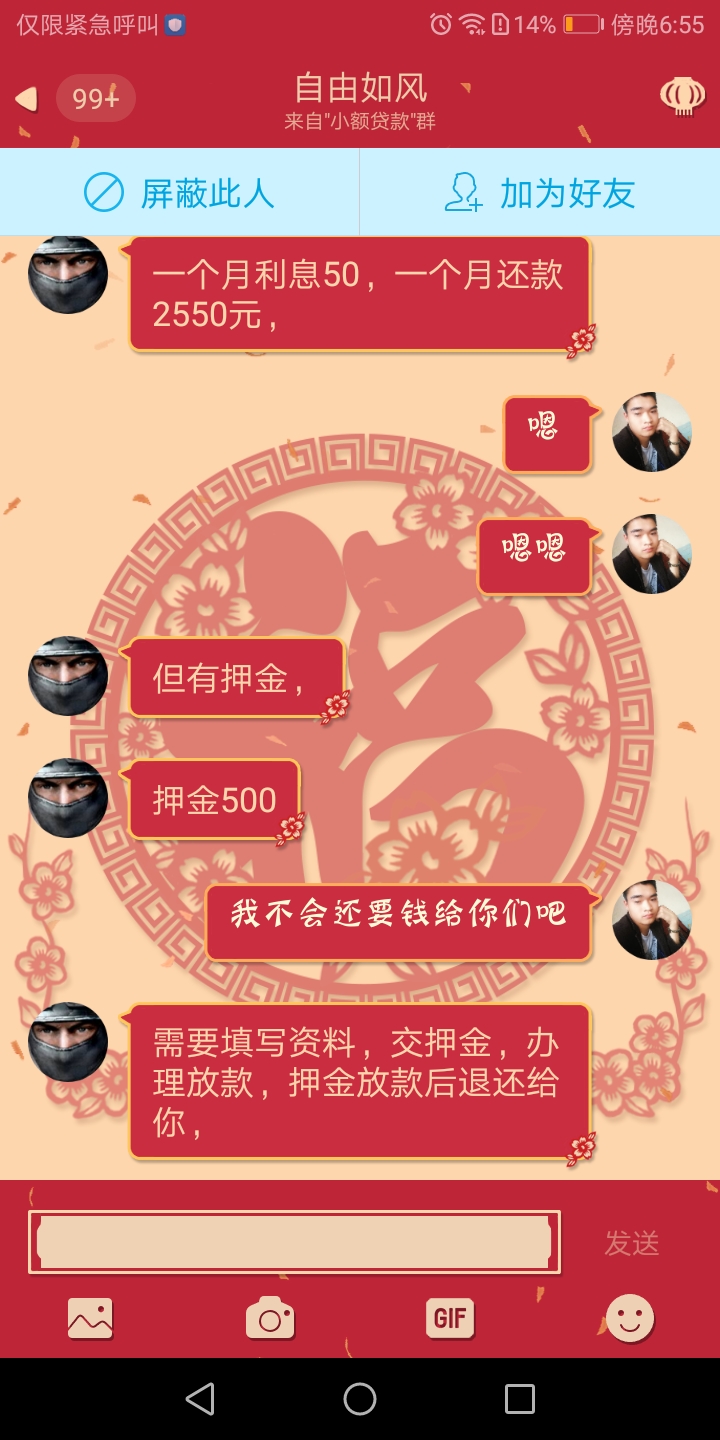 仅限紧急呼叫
14% 傍晚6:55
99+
自由如风
来自"小额贷款"群
屏蔽此人
加为好友
一个月利息50，一个月还款
2550元，
嗯
嗯嗯
但有押金，
押金500
我不会还要钱给你们吧
需要填写资料，交押金，办
理放款，押金放款后退还给
你，
发送
GIF